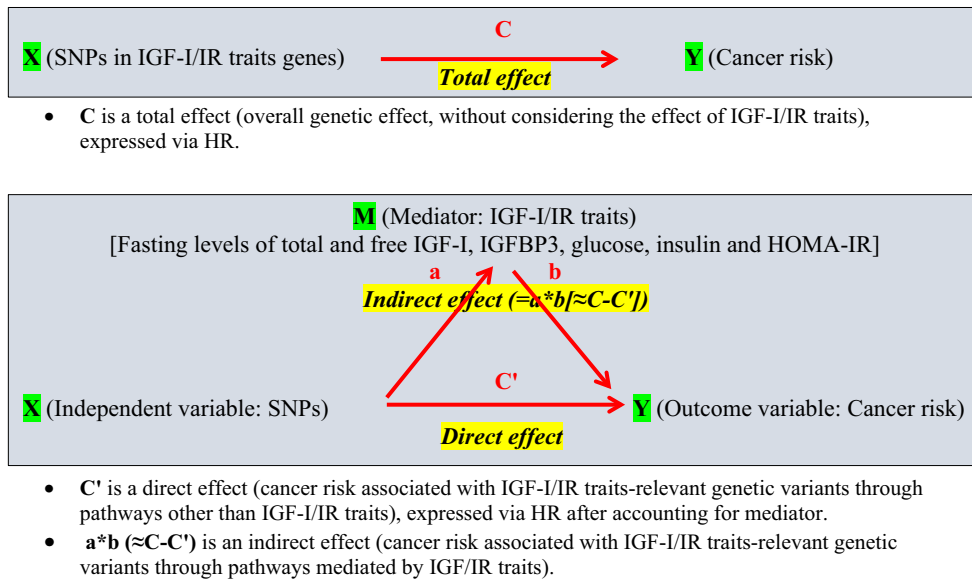 C
X (SNPs in IGF-I/IR traits genes)
Y (Cancer risk)
Total effect
• C is a total effect (overall genetic effect, without considering the effect of IGF-I/IR traits),
expressed via HR.
M (Mediator: IGF-I/IR traits)
[Fasting levels of total and free IGF-I, IGFBP3, glucose, insulin and HOMA-IR]
a b
Indirect effect (=a*b[≈C-C'])
C'
X (Independent variable: SNPs)
Y (Outcome variable: Cancer risk)
Direct effect
• C' is a direct effect (cancer risk associated with IGF-I/IR traits-relevant genetic variants through
pathways other than IGF-I/IR traits), expressed via HR after accounting for mediator.
• a*b (≈C-C') is an indirect effect (cancer risk associated with IGF-I/IR traits-relevant genetic
variants through pathways mediated by IGF/IR traits).